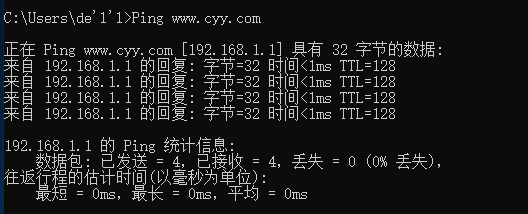 C:\Users\de'1'1>Ping www.cyy.com
正在 Ping www.cyy.com [192.168.1.1] 具有 32 字节的数据:
来自 192.168.1.1 的回复: 字节=32 时间<1ms TTL=128
来自 192.168.1.1 的回复: 字节=32 时间<1ms TTL=128
来自 192.168.1.1 的回复: 字节=32 时间<1ms TTL=128
来自 192.168.1.1 的回复: 字节=32 时间<1ms TTL=128
192.168.1.1 的 Ping 统计信息:
数据包: 已发送 = 4，已接收 = 4，丢失 = 0 (0% 丢失)，
往返行程的估计时间(以毫秒为单位):
最短 = 0ms，最长 = 0ms，平均 = 0ms